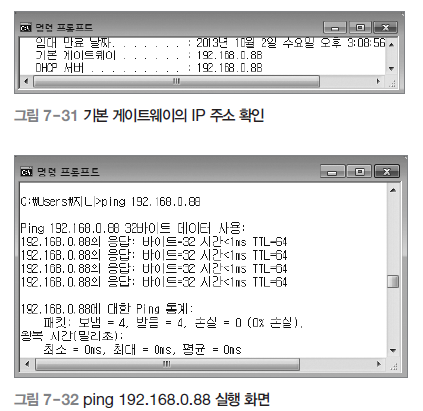 명령 프롬프트
임대 만료 날짜. . . . . . . . : 2013년 10월 2일 수요일 오후 3:08:56
기본 게이트웨이 . . . . . . : 192.168.0.88
DHCP 서버 . . . . . . . . . : 192.168.0.88
그림 7-31 기본 게이트웨이의 IP 주소 확인
명령 프롬프트
C:₩Users₩지니>ping 192.168.0.88
Ping 192.168.0.88 32바이트 데이터 사용:
192.168.0.88의 응답: 바이트=32 시간<1ms TTL=64
192.168.0.88의 응답: 바이트=32 시간<1ms TTL=64
192.168.0.88의 응답: 바이트=32 시간<1ms TTL=64
192.168.0.88의 응답: 바이트=32 시간<1ms TTL=64
192.168.0.88에 대한 Ping 통계:
패킷: 보냄 = 4, 받음 = 4, 손실 = 0 (0% 손실),
왕복 시간(밀리초):
최소 = 0ms, 최대 = 0ms, 평균 = 0ms
그림 7-32 ping 192.168.0.88 실행 화면